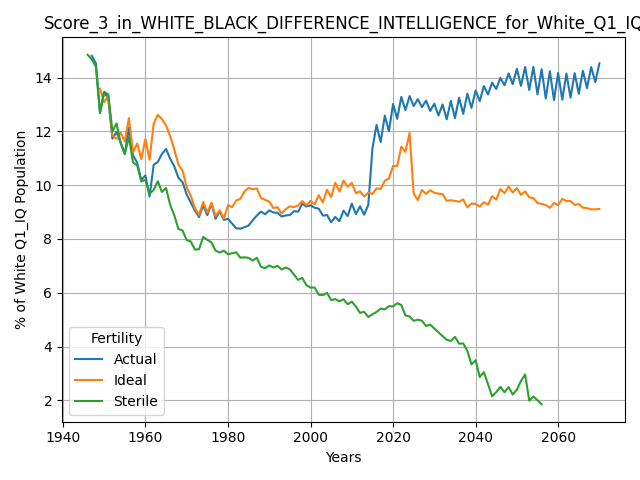 Score_3_in_WHITE_BLACK_DIFFERENCE_INTELLIGENCE_for_White_Q1_IQ
% of White Q1_IQ Population
14
12
10
8
6
4
2
Fertility
Actual
Ideal
Sterile
1940
1960
1980
2000
2020
2040
2060
Years